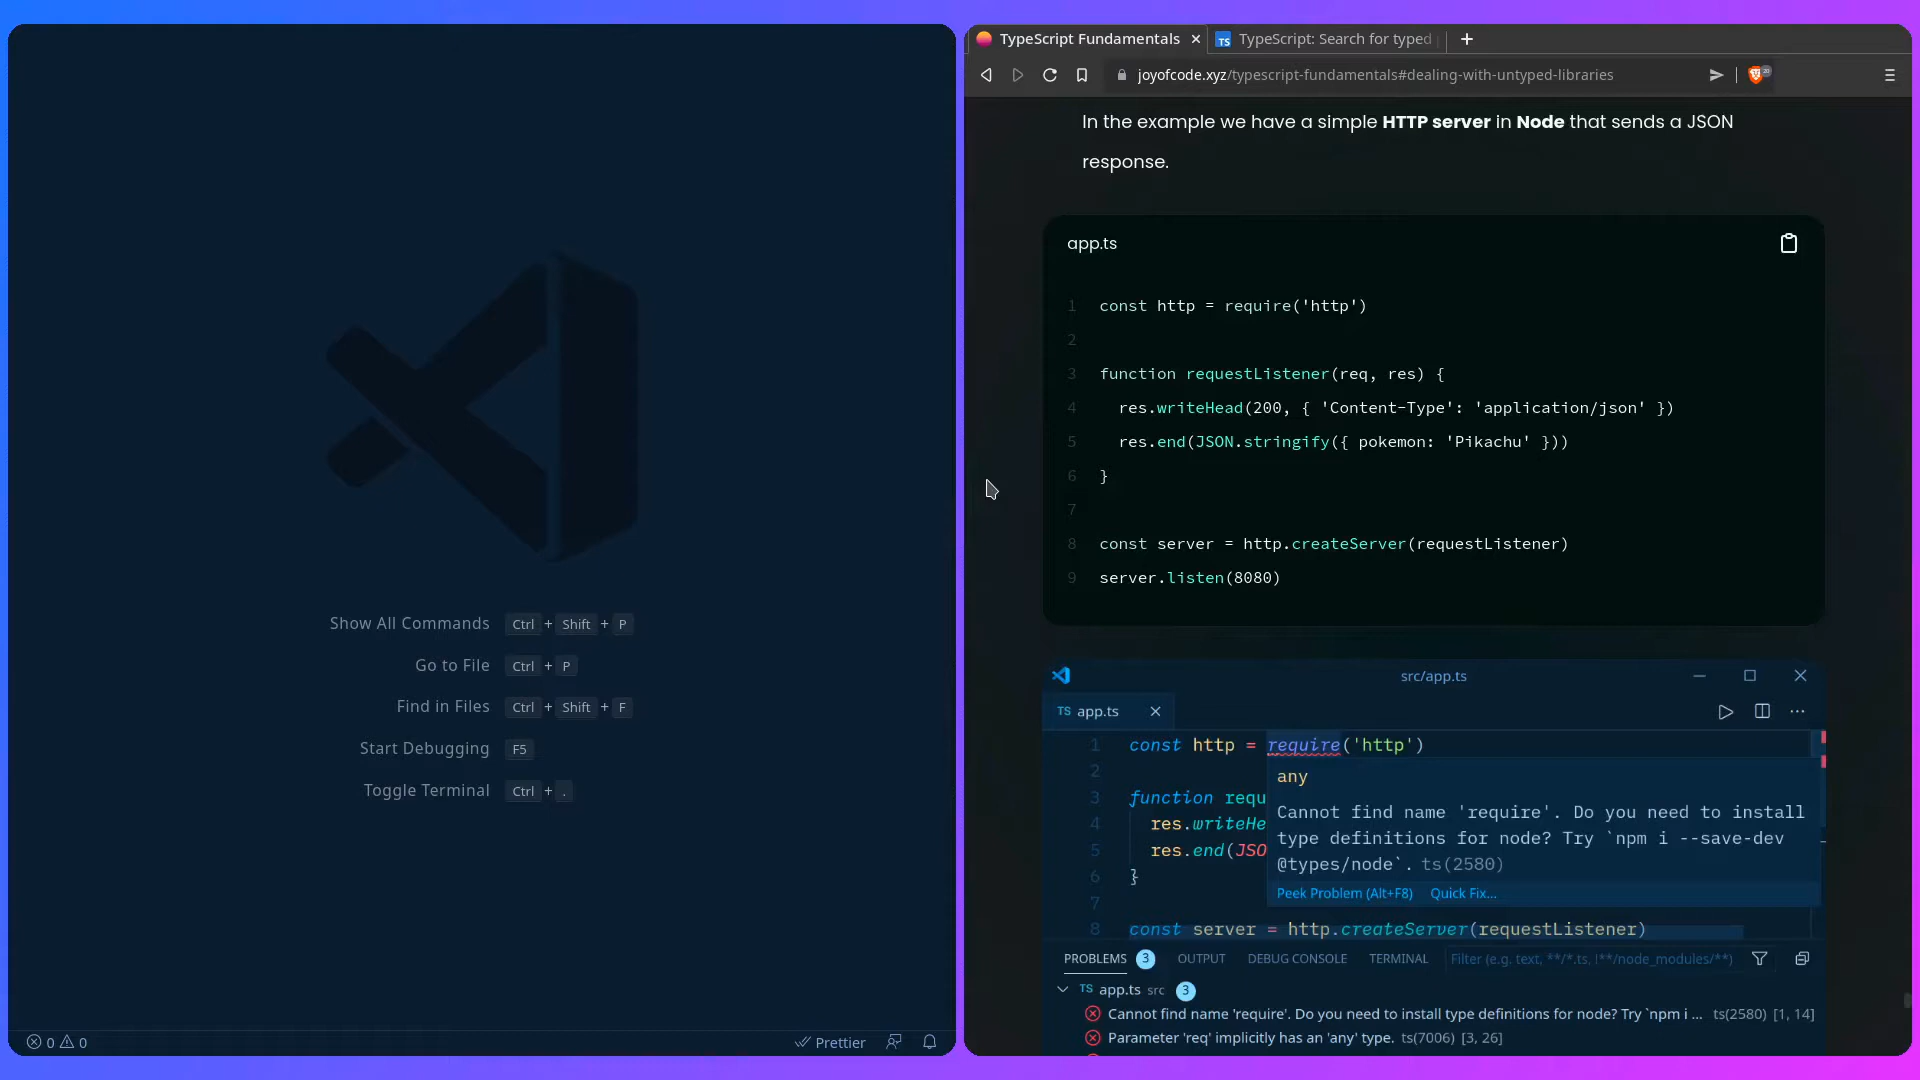 Show All Commands Ctrl + Shift + P
Go to File Ctrl + P
Find in Files Ctrl + Shift + F
Start Debugging F5
Toggle Terminal Ctrl + .
0 0
Prettier
TypeScript Fundamentals
TS TypeScript: Search for typed
joyofcode.xyz/typescript-fundamentals#dealing-with-untyped-libraries
In the example we have a simple HTTP server in Node that sends a JSON
response.
app.ts
1 const http = require('http')
2
3 function requestListener(req, res) {
4 res.writeHead(200, { 'Content-Type': 'application/json' })
5 res.end(JSON.stringify({ pokemon: 'Pikachu' }))
6 }
7
8 const server = http.createServer(requestListener)
9 server.listen(8080)
src/app.ts
TS app.ts
1 const http = require('http')
2
any
3 function requ
Cannot find name 'require'. Do you need to install
4 res.writeHe
type definitions for node? Try `npm i --save-dev
5 res.end(JSO
@types/node`. ts(2580)
6 }
Peek Problem (Alt+F8) Quick Fix...
7
8 const server = http.createServer(requestListener)
PROBLEMS 3 OUTPUT DEBUG CONSOLE TERMINAL Filter (e.g. text, **/*.ts, !**/node_modules/**)
TS app.ts src 3
Cannot find name 'require'. Do you need to install type definitions for node? Try `npm i ... ts(2580) [1, 14]
Parameter 'req' implicitly has an 'any' type. ts(7006) [3, 26]